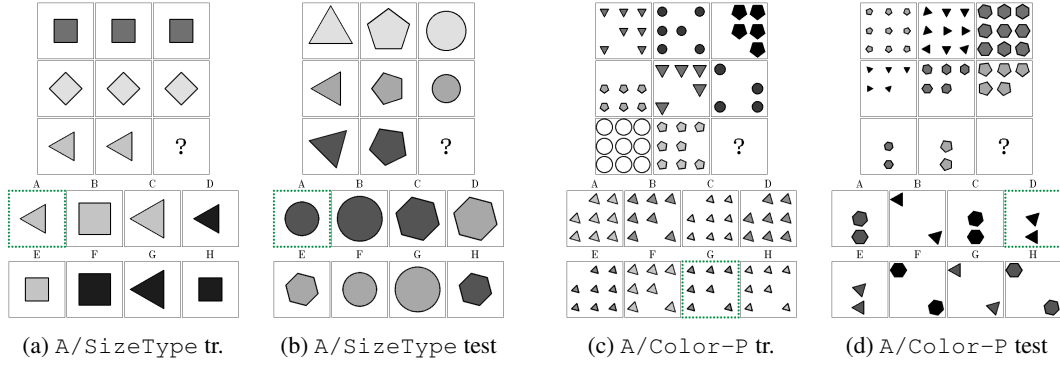 ?
?
?
?
A B C D
E F G H
A B C D
E F G H
A B C D
E F G H
A B C D
E F G H
(a) A/SizeType tr.
(b) A/SizeType test
(c) A/Color-P tr.
(d) A/Color-P test